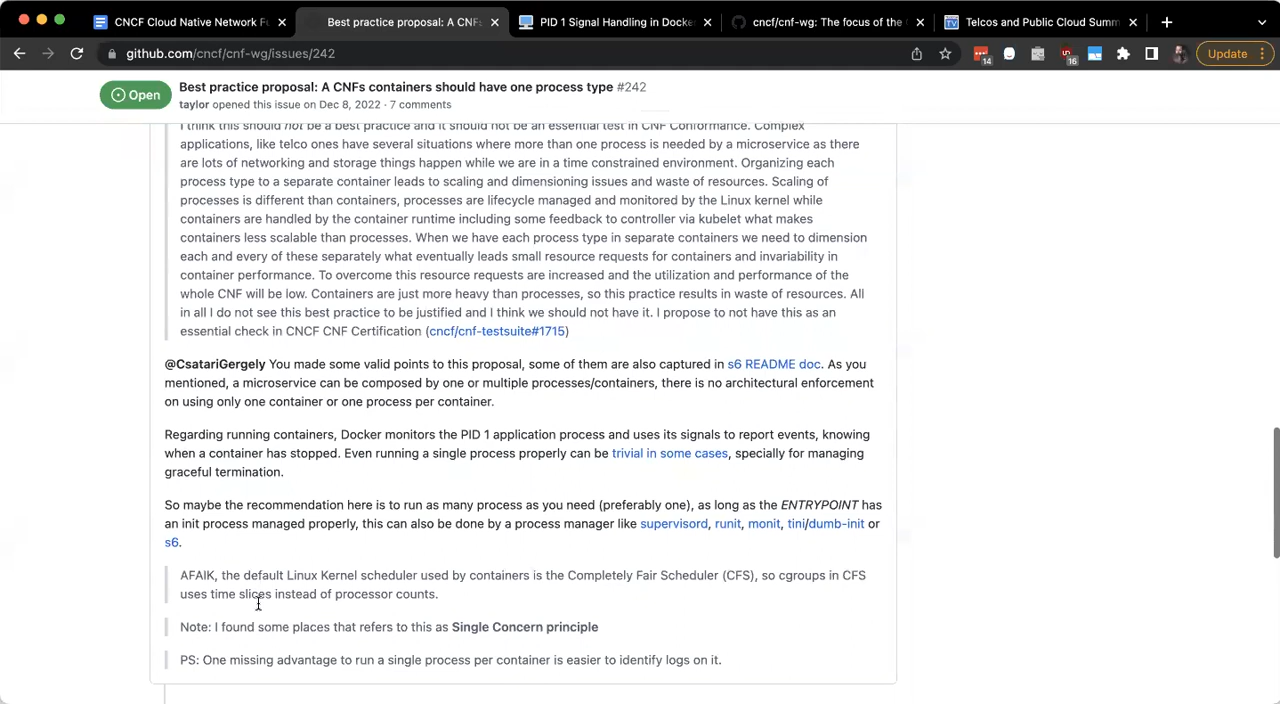 CNCF Cloud Native Network Fu
Best practice proposal: A CNFs
PID 1 Signal Handling in Docker
cncf/cnf-wg: The focus of the
Telcos and Public Cloud Summ
github.com/cncf/cnf-wg/issues/242
14
16
Update
Open
Best practice proposal: A CNFs containers should have one process type #242
taylor opened this issue on Dec 8, 2022 · 7 comments
I think this should not be a best practice and it should not be an essential test in CNF Conformance. Complex
applications, like telco ones have several situations where more than one process is needed by a microservice as there
are lots of networking and storage things happen while we are in a time constrained environment. Organizing each
process type to a separate container leads to scaling and dimensioning issues and waste of resources. Scaling of
processes is different than containers, processes are lifecycle managed and monitored by the Linux kernel while
containers are handled by the container runtime including some feedback to controller via kubelet what makes
containers less scalable than processes. When we have each process type in separate containers we need to dimension
each and every of these separately what eventually leads small resource requests for containers and invariability in
container performance. To overcome this resource requests are increased and the utilization and performance of the
whole CNF will be low. Containers are just more heavy than processes, so this practice results in waste of resources. All
in all I do not see this best practice to be justified and I think we should not have it. I propose to not have this as an
essential check in CNCF CNF Certification (cncf/cnf-testsuite#1715)
@CsatariGergely You made some valid points to this proposal, some of them are also captured in s6 README doc. As you
mentioned, a microservice can be composed by one or multiple processes/containers, there is no architectural enforcement
on using only one container or one process per container.
Regarding running containers, Docker monitors the PID 1 application process and uses its signals to report events, knowing
when a container has stopped. Even running a single process properly can be trivial in some cases, specially for managing
graceful termination.
So maybe the recommendation here is to run as many process as you need (preferably one), as long as the ENTRYPOINT has
an init process managed properly, this can also be done by a process manager like supervisord, runit, monit, tini/dumb-init or
s6.
AFAIK, the default Linux Kernel scheduler used by containers is the Completely Fair Scheduler (CFS), so cgroups in CFS
uses time slices instead of processor counts.
Note: I found some places that refers to this as Single Concern principle
PS: One missing advantage to run a single process per container is easier to identify logs on it.